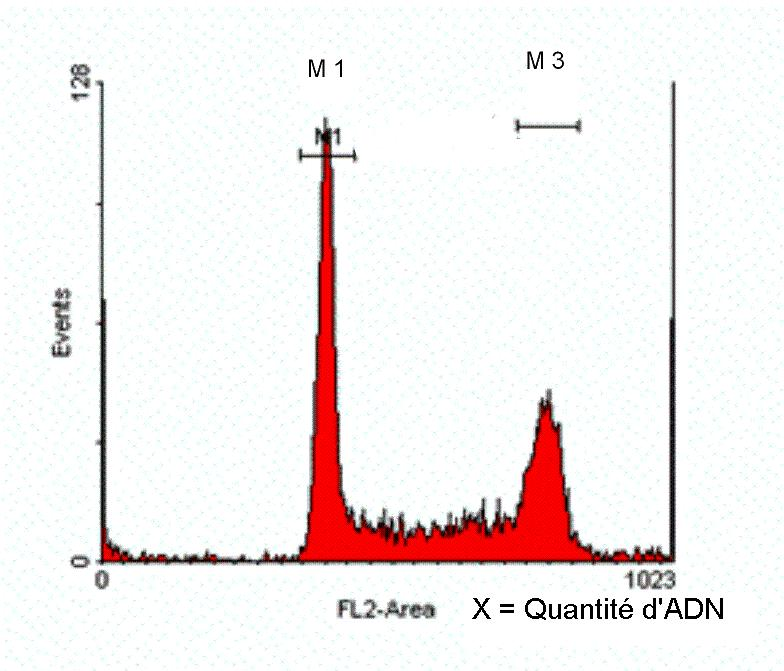 M 1
M 3
128
M1
Events
0
0
1023
FL2-Area
X = Quantité d'ADN